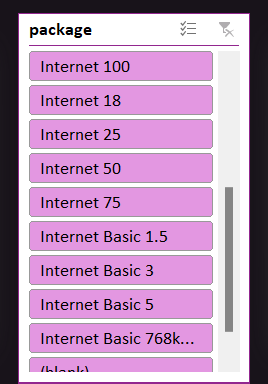 package
Internet 100
Internet 18
Internet 25
Internet 50
Internet 75
Internet Basic 1.5
Internet Basic 3
Internet Basic 5
Internet Basic 768k...
(blank)